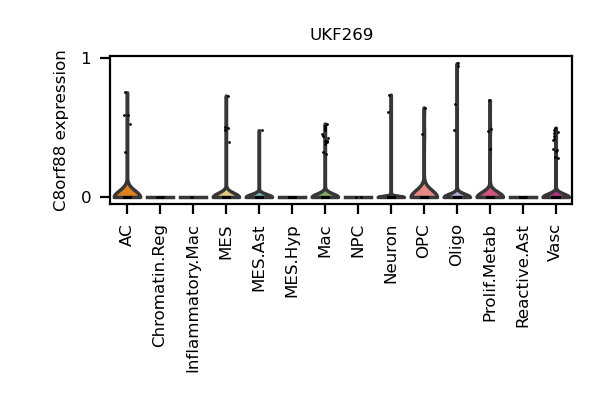 UKF269
C8orf88 expression
1
0
AC
Chromatin.Reg
Inflammatory.Mac
MES
MES.Ast
MES.Hyp
Mac
NPC
Neuron
OPC
Oligo
Prolif.Metab
Reactive.Ast
Vasc